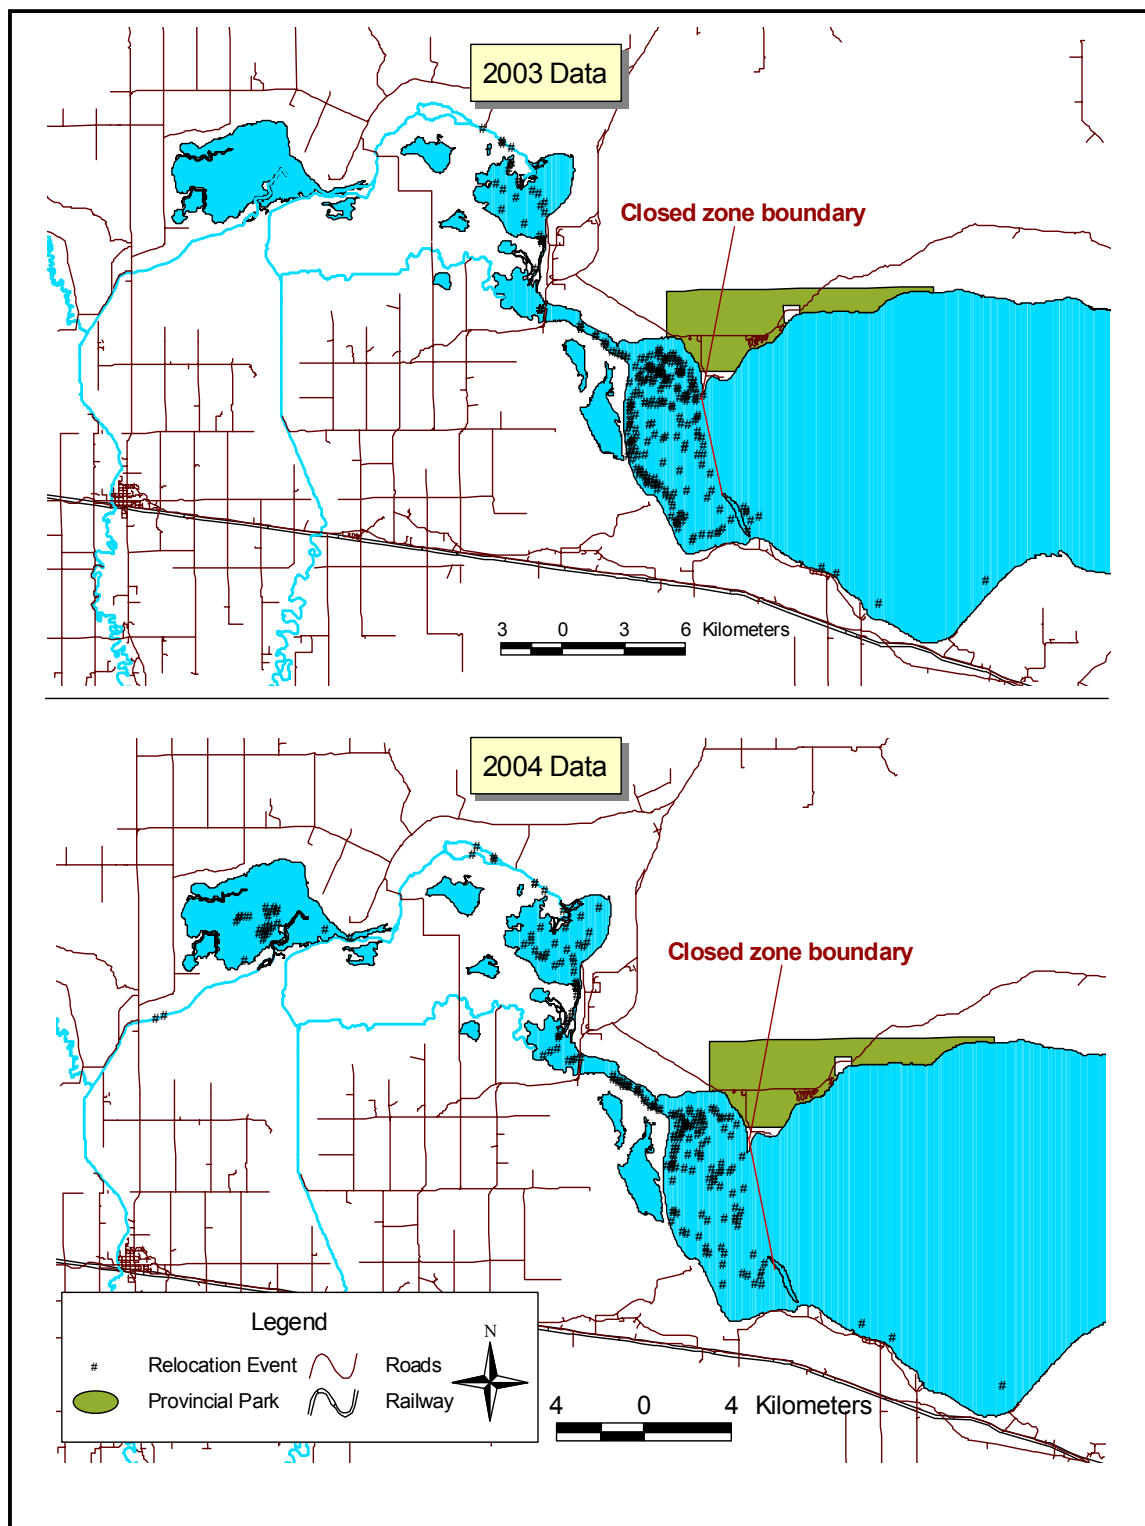 2003 Data
Closed zone boundary
3 0 3 6 Kilometers
2004 Data
Closed zone boundary
Legend
N
# Relocation Event Roads
Provincial Park Railway
4 0 4 Kilometers